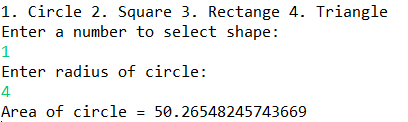 1. Circle 2. Square 3. Rectange 4. Triangle
Enter a number to select shape:
1
Enter radius of circle:
4
Area of circle = 50.26548245743669